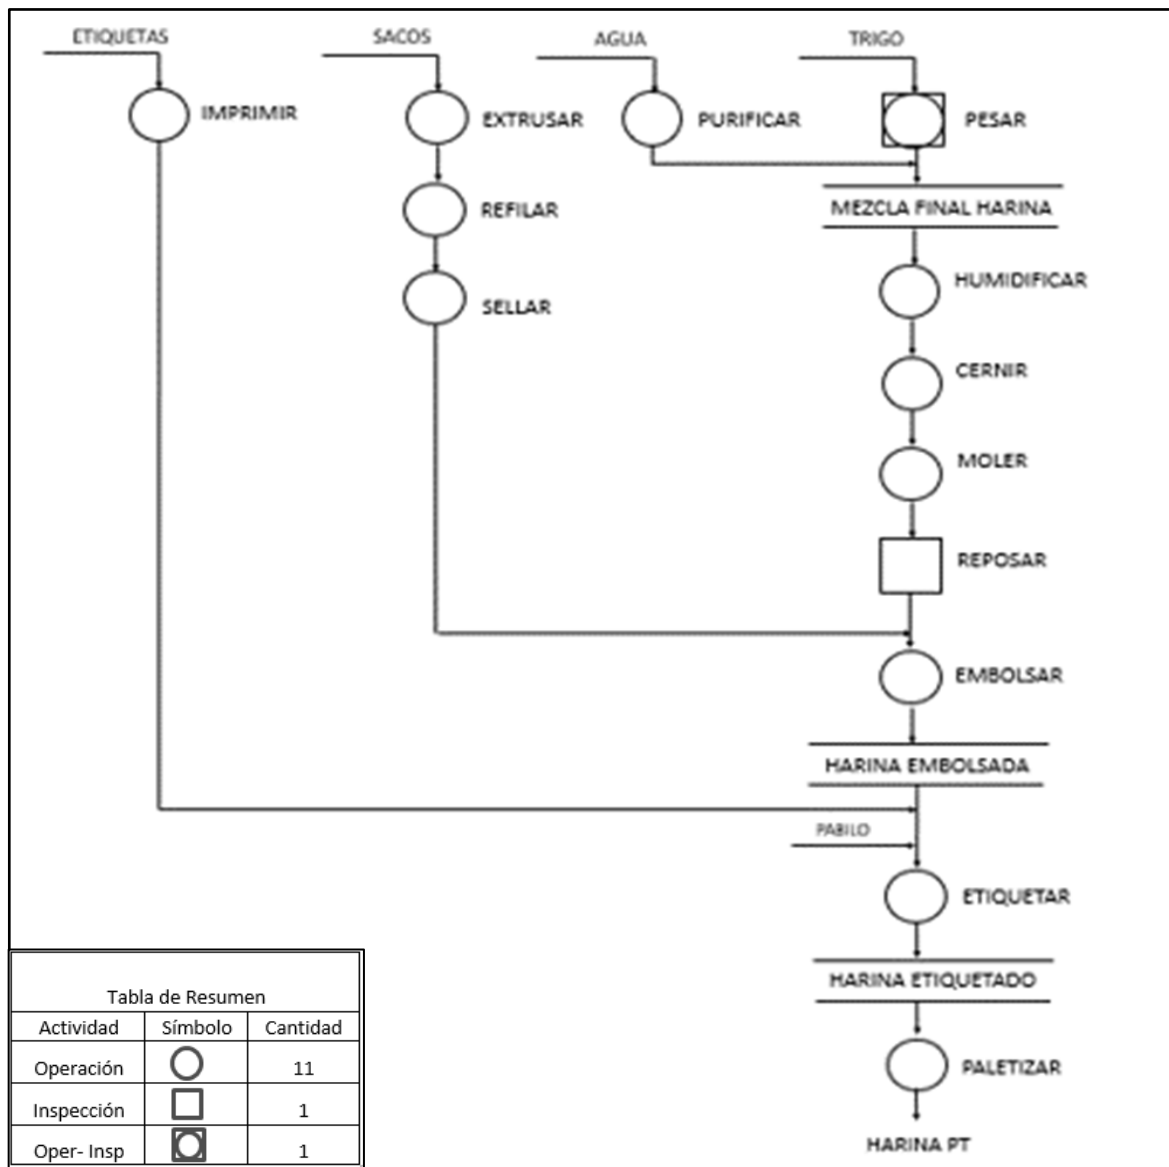 ETIQUETAS
SACOS
AGUA
TRIGO
IMPRIMIR
EXTRUSAR
PURIFICAR
PESAR
REFILAR
MEZCLA FINAL HARINA
SELLAR
HUMIDIFICAR
CERNIR
MOLER
REPOSAR
EMBOLSAR
HARINA EMBOLSADA
PABILO
ETIQUETAR
HARINA ETIQUETADO
PALETIZAR
HARINA PT
Tabla de Resumen
Actividad Símbolo Cantidad
Operación 11
Inspección 1
Oper- Insp 1